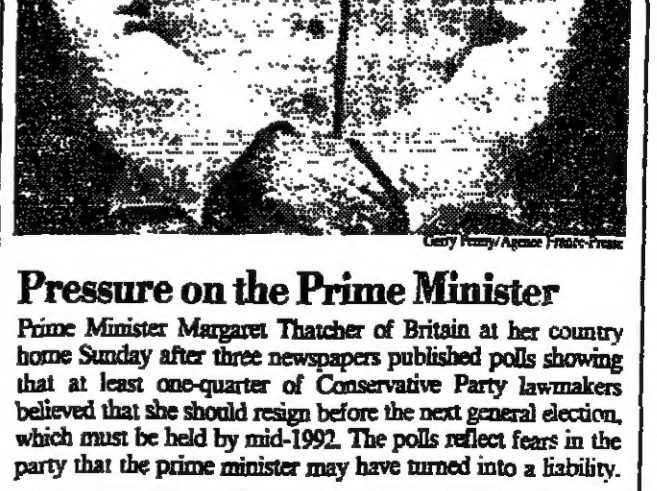 Gerry Penny/Agence France-Presse
Pressure on the Prime Minister
Prime Minister Margaret Thatcher of Britain at her country
home Sunday after three newspapers published polls showing
that at least one-quarter of Conservative Party lawmakers
believed that she should resign before the next general election,
which must be held by mid-1992. The polls reflect fears in the
party that the prime minister may have turned into a liability.